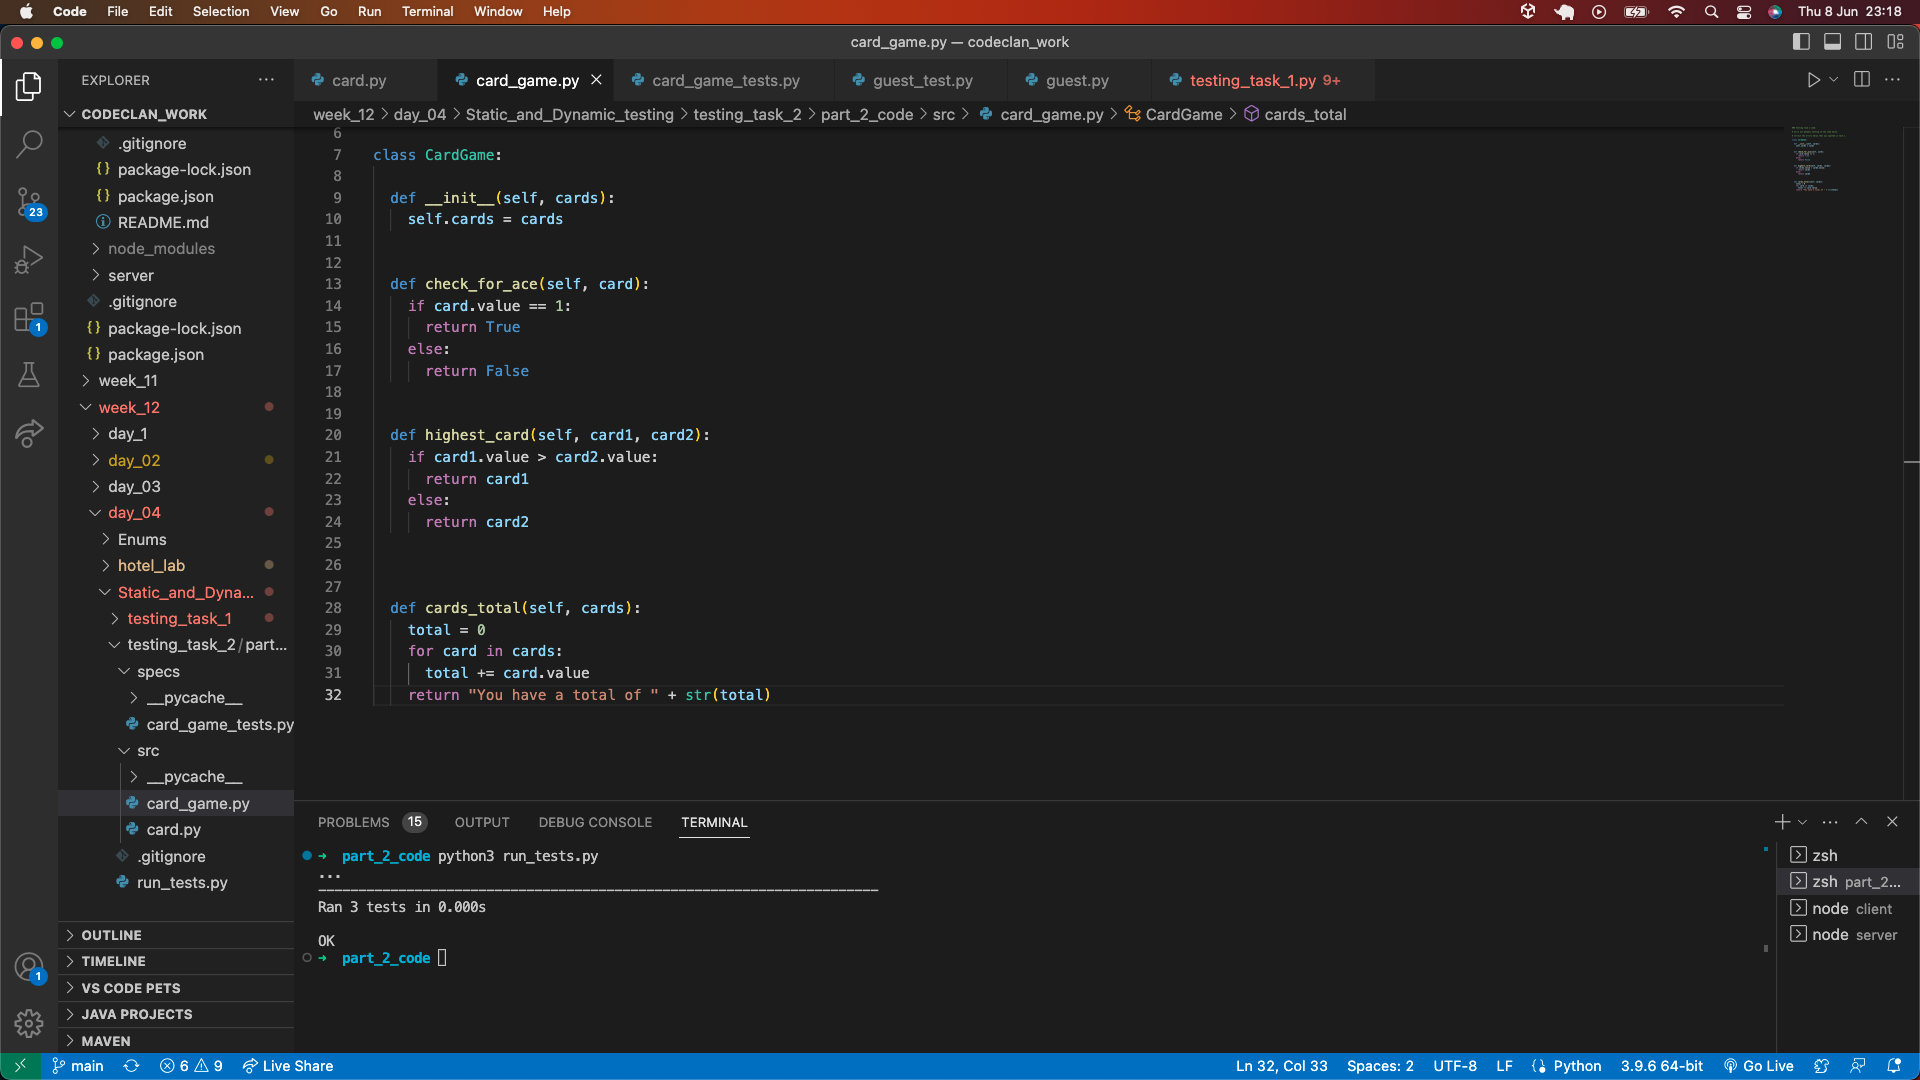 Code File Edit Selection View Go Run Terminal Window Help Thu 8 Jun 23:18
card_game.py — codeclan_work
EXPLORER
CODECLAN_WORK
.gitignore
package-lock.json
package.json
README.md
node_modules
server
.gitignore
package-lock.json
package.json
week_11
week_12
day_1
day_02
day_03
day_04
Enums
hotel_lab
Static_and_Dyna...
testing_task_1
testing_task_2/part...
specs
__pycache__
card_game_tests.py
src
__pycache__
card_game.py
card.py
.gitignore
run_tests.py
OUTLINE
TIMELINE
VS CODE PETS
JAVA PROJECTS
MAVEN
23
1
1
card.py card_game.py card_game_tests.py guest_test.py guest.py testing_task_1.py 9+
week_12 > day_04 > Static_and_Dynamic_testing > testing_task_2 > part_2_code > src > card_game.py > CardGame > cards_total
6
7 class CardGame:
8
9 def __init__(self, cards):
10 self.cards = cards
11
12
13 def check_for_ace(self, card):
14 if card.value == 1:
15 return True
16 else:
17 return False
18
19
20 def highest_card(self, card1, card2):
21 if card1.value > card2.value:
22 return card1
23 else:
24 return card2
25
26
27
28 def cards_total(self, cards):
29 total = 0
30 for card in cards:
31 total += card.value
32 return "You have a total of " + str(total)
PROBLEMS 15 OUTPUT DEBUG CONSOLE TERMINAL
part_2_code python3 run_tests.py
...
----------------------------------------------------------------------
Ran 3 tests in 0.000s
OK
part_2_code
zsh
zsh part_2...
node client
node server
main 6 9 Live Share Ln 32, Col 33 Spaces: 2 UTF-8 LF Python 3.9.6 64-bit Go Live